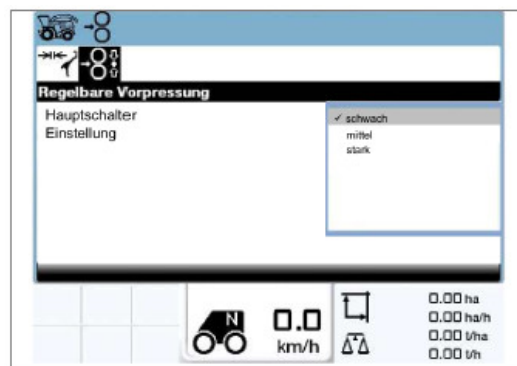 Regelbare Vorpressung
Hauptschalter
Einstellung
✓ schwach
mittel
stark
N
0.0
km/h
0.00 ha
0.00 ha/h
0.00 t/ha
0.00 t/h